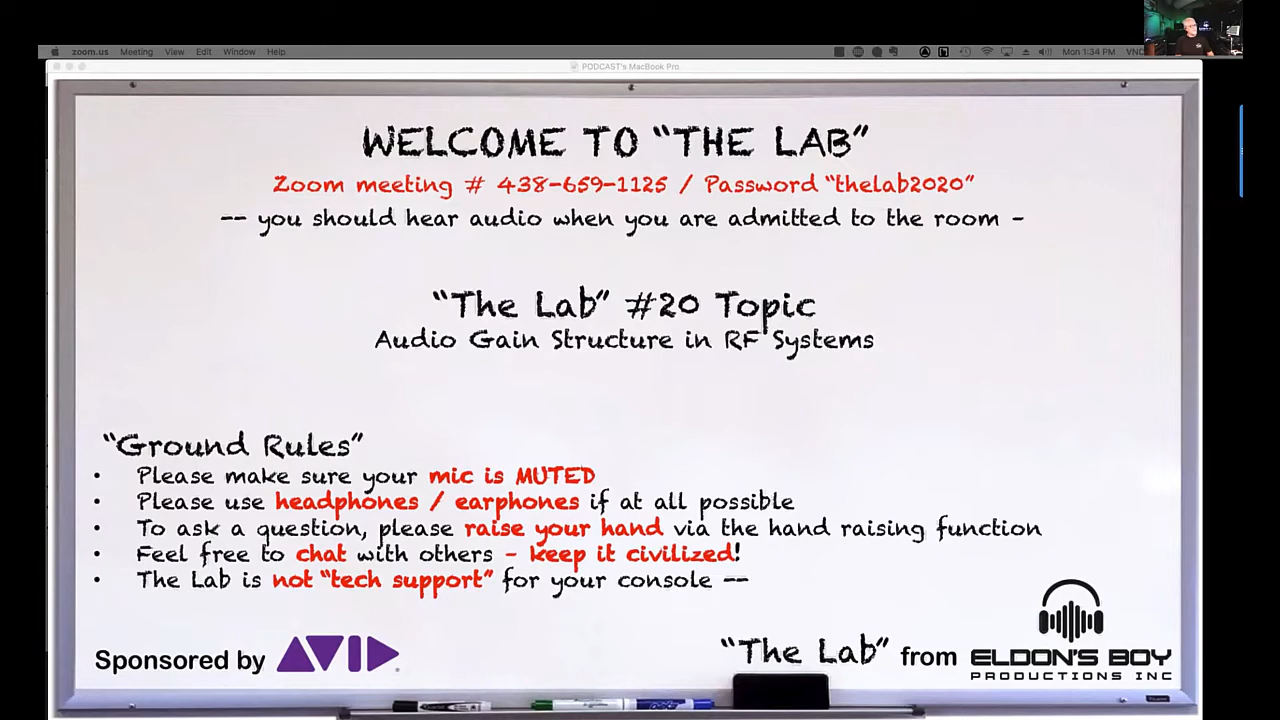 zoom.us Meeting View Edit Window Help Mon 1:34 PM VNC
PODCAST's MacBook Pro
WELCOME TO "THE LAB"
Zoom meeting # 438-659-1125 / Password "thelab2020"
-- you should hear audio when you are admitted to the room -
"The Lab" #20 Topic
Audio Gain Structure in RF Systems
"Ground Rules"
• Please make sure your mic is MUTED
• Please use headphones / earphones if at all possible
• To ask a question, please raise your hand via the hand raising function
• Feel free to chat with others - keep it civilized!
• The Lab is not "tech support" for your console --
Sponsored by AVID
"The Lab" from ELDON'S BOY
PRODUCTIONS INC